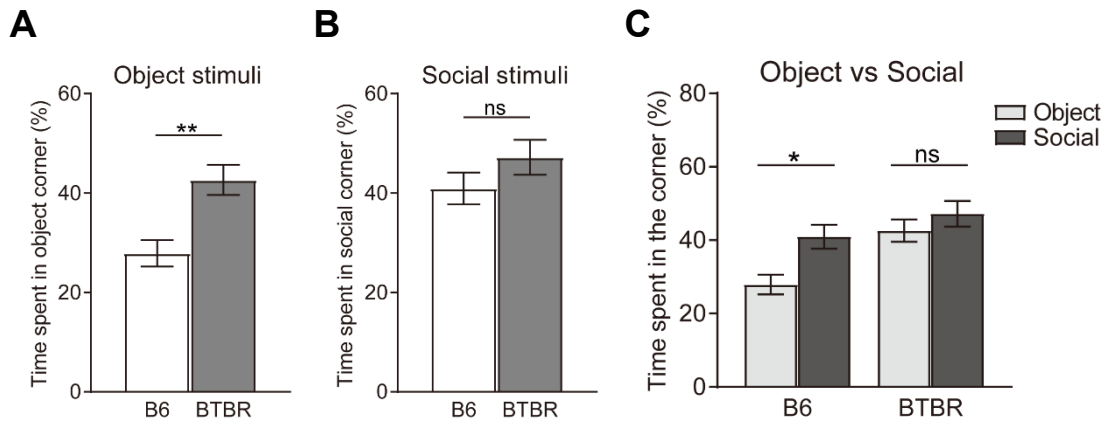 A
Object stimuli
Time spent in object corner (%)
60
40
20
0
**
B6 BTBR
B
Social stimuli
Time spent in social corner (%)
60
40
20
0
ns
B6 BTBR
C
Object vs Social
Time spent in the corner (%)
80
60
40
20
0
* ns
B6 BTBR
Object
Social